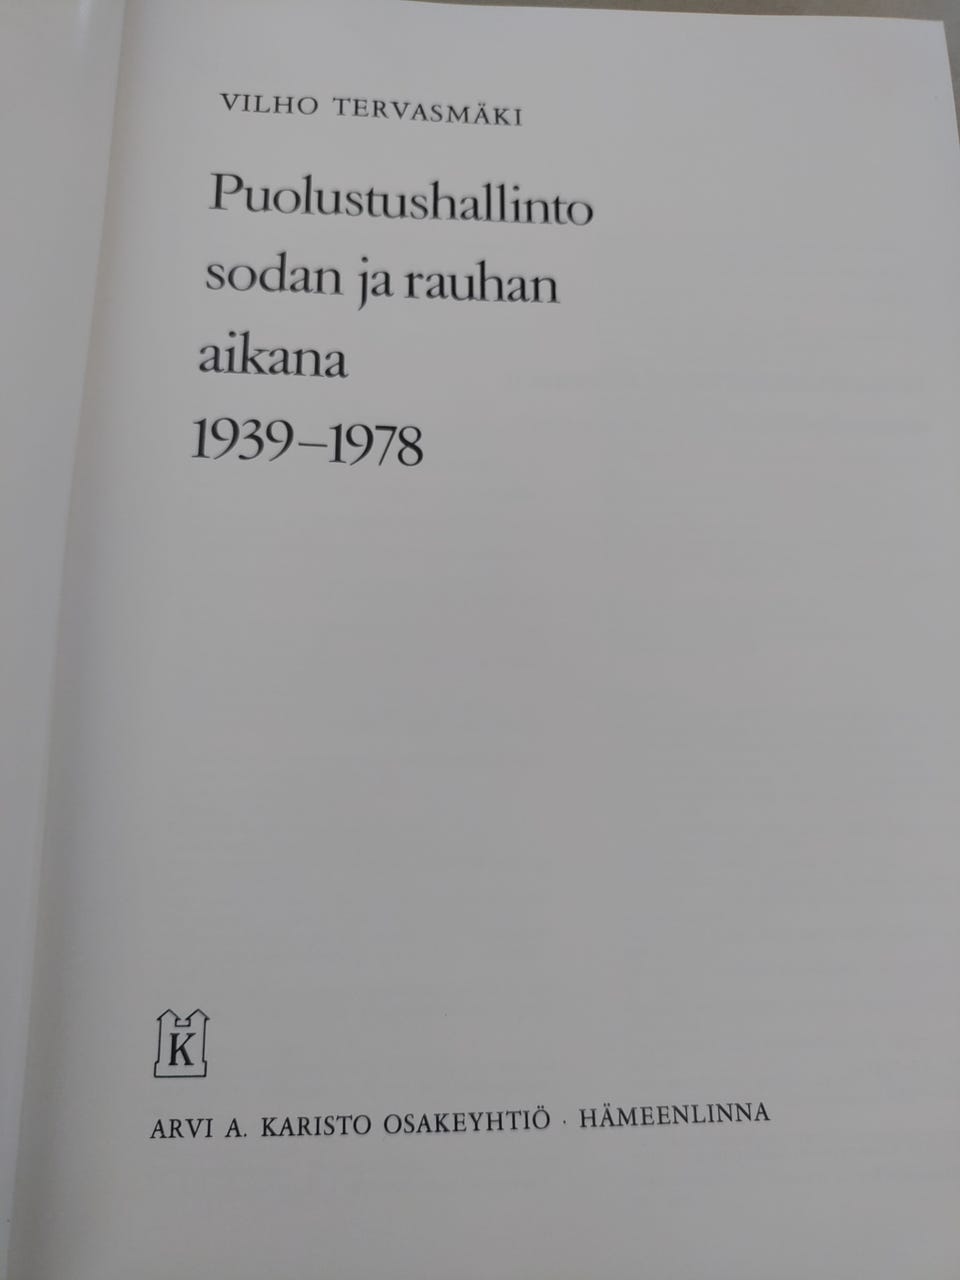 VILHO TERVASMÄKI
Puolustushallinto
sodan ja rauhan
aikana
1939–1978
K
ARVI A. KARISTO OSAKEYHTIÖ · HÄMEENLINNA